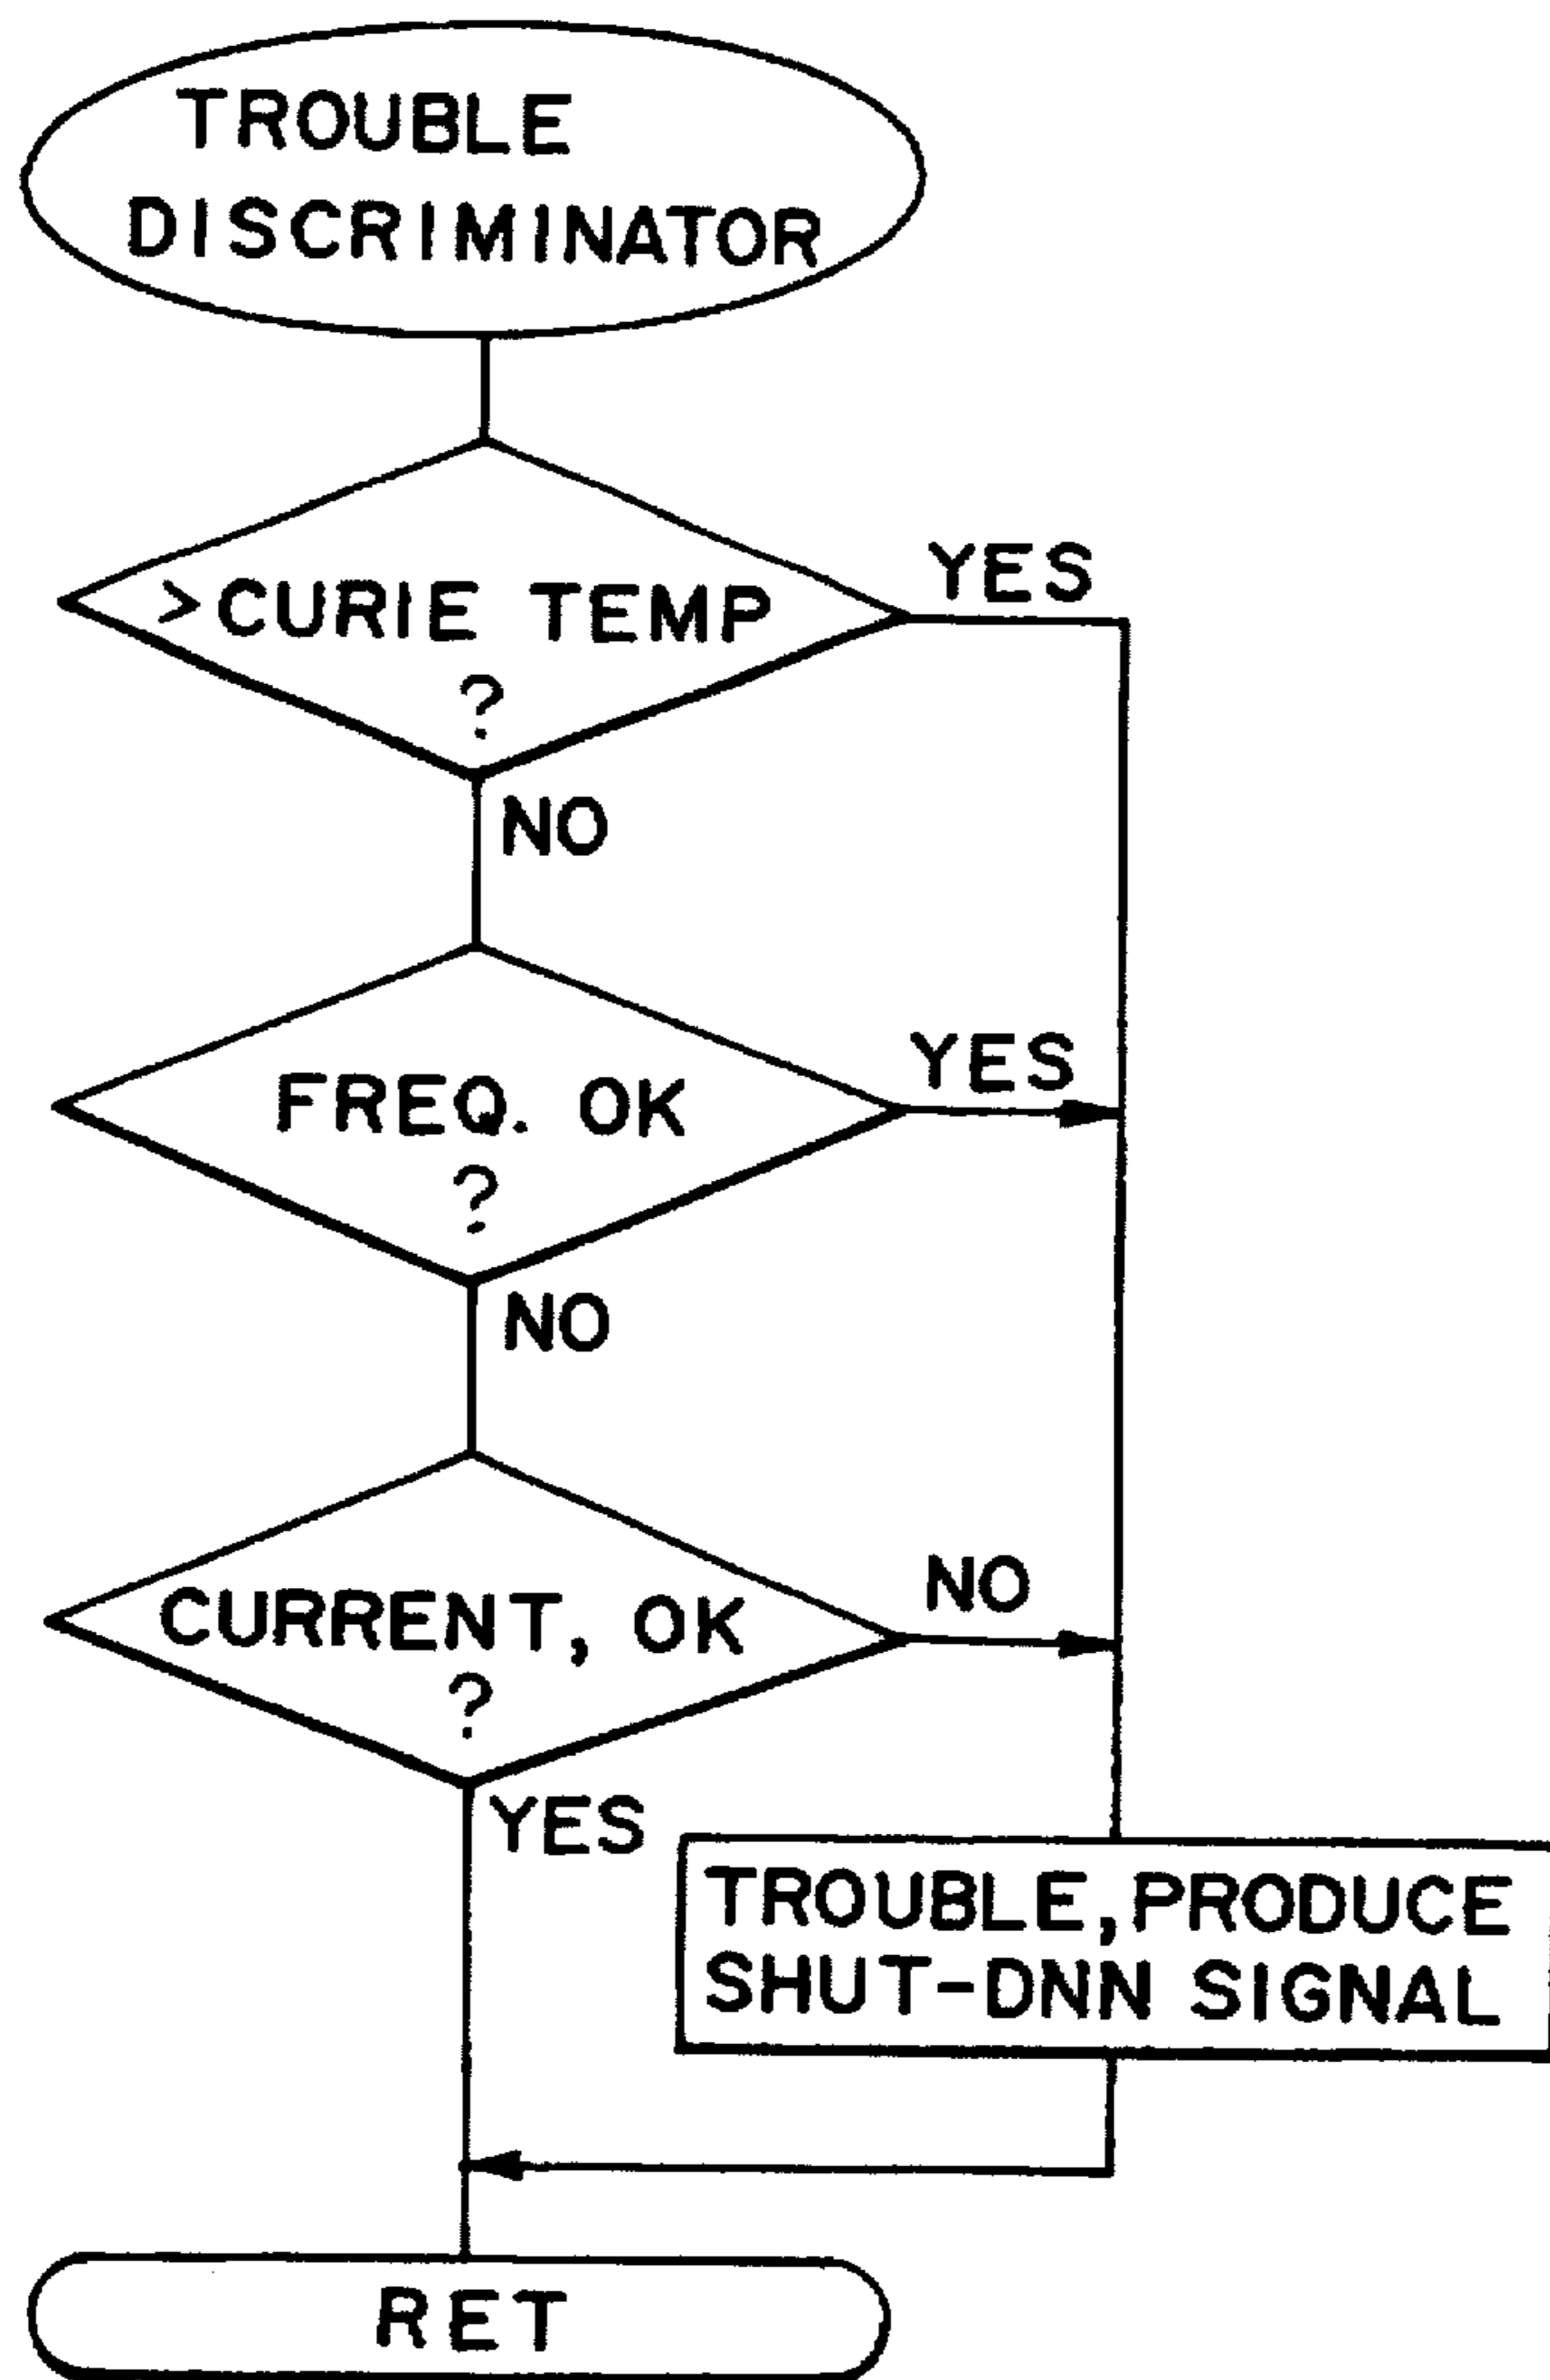 TROUBLE
DISCRIMINATOR
>CURIE TEMP
?
YES
NO
FREQ. OK
?
YES
NO
CURRENT, OK
?
NO
YES
TROUBLE,PRODUCE
SHUT-DNN SIGNAL
RET